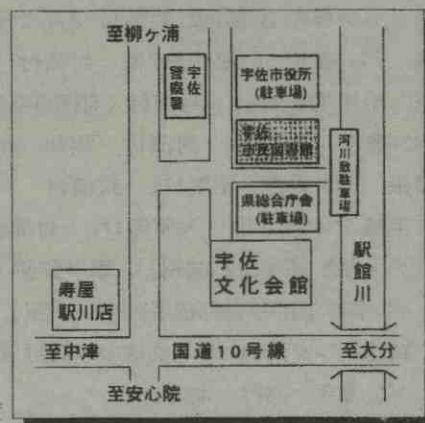 至柳ヶ浦
宇佐
警察署
宇佐市役所
(駐車場)
宇佐
市民図書館
河川敷駐車場
県総合庁舎
(駐車場)
宇佐
文化会館
駅館川
寿屋
駅川店
至中津
国道10号線
至大分
至安心院